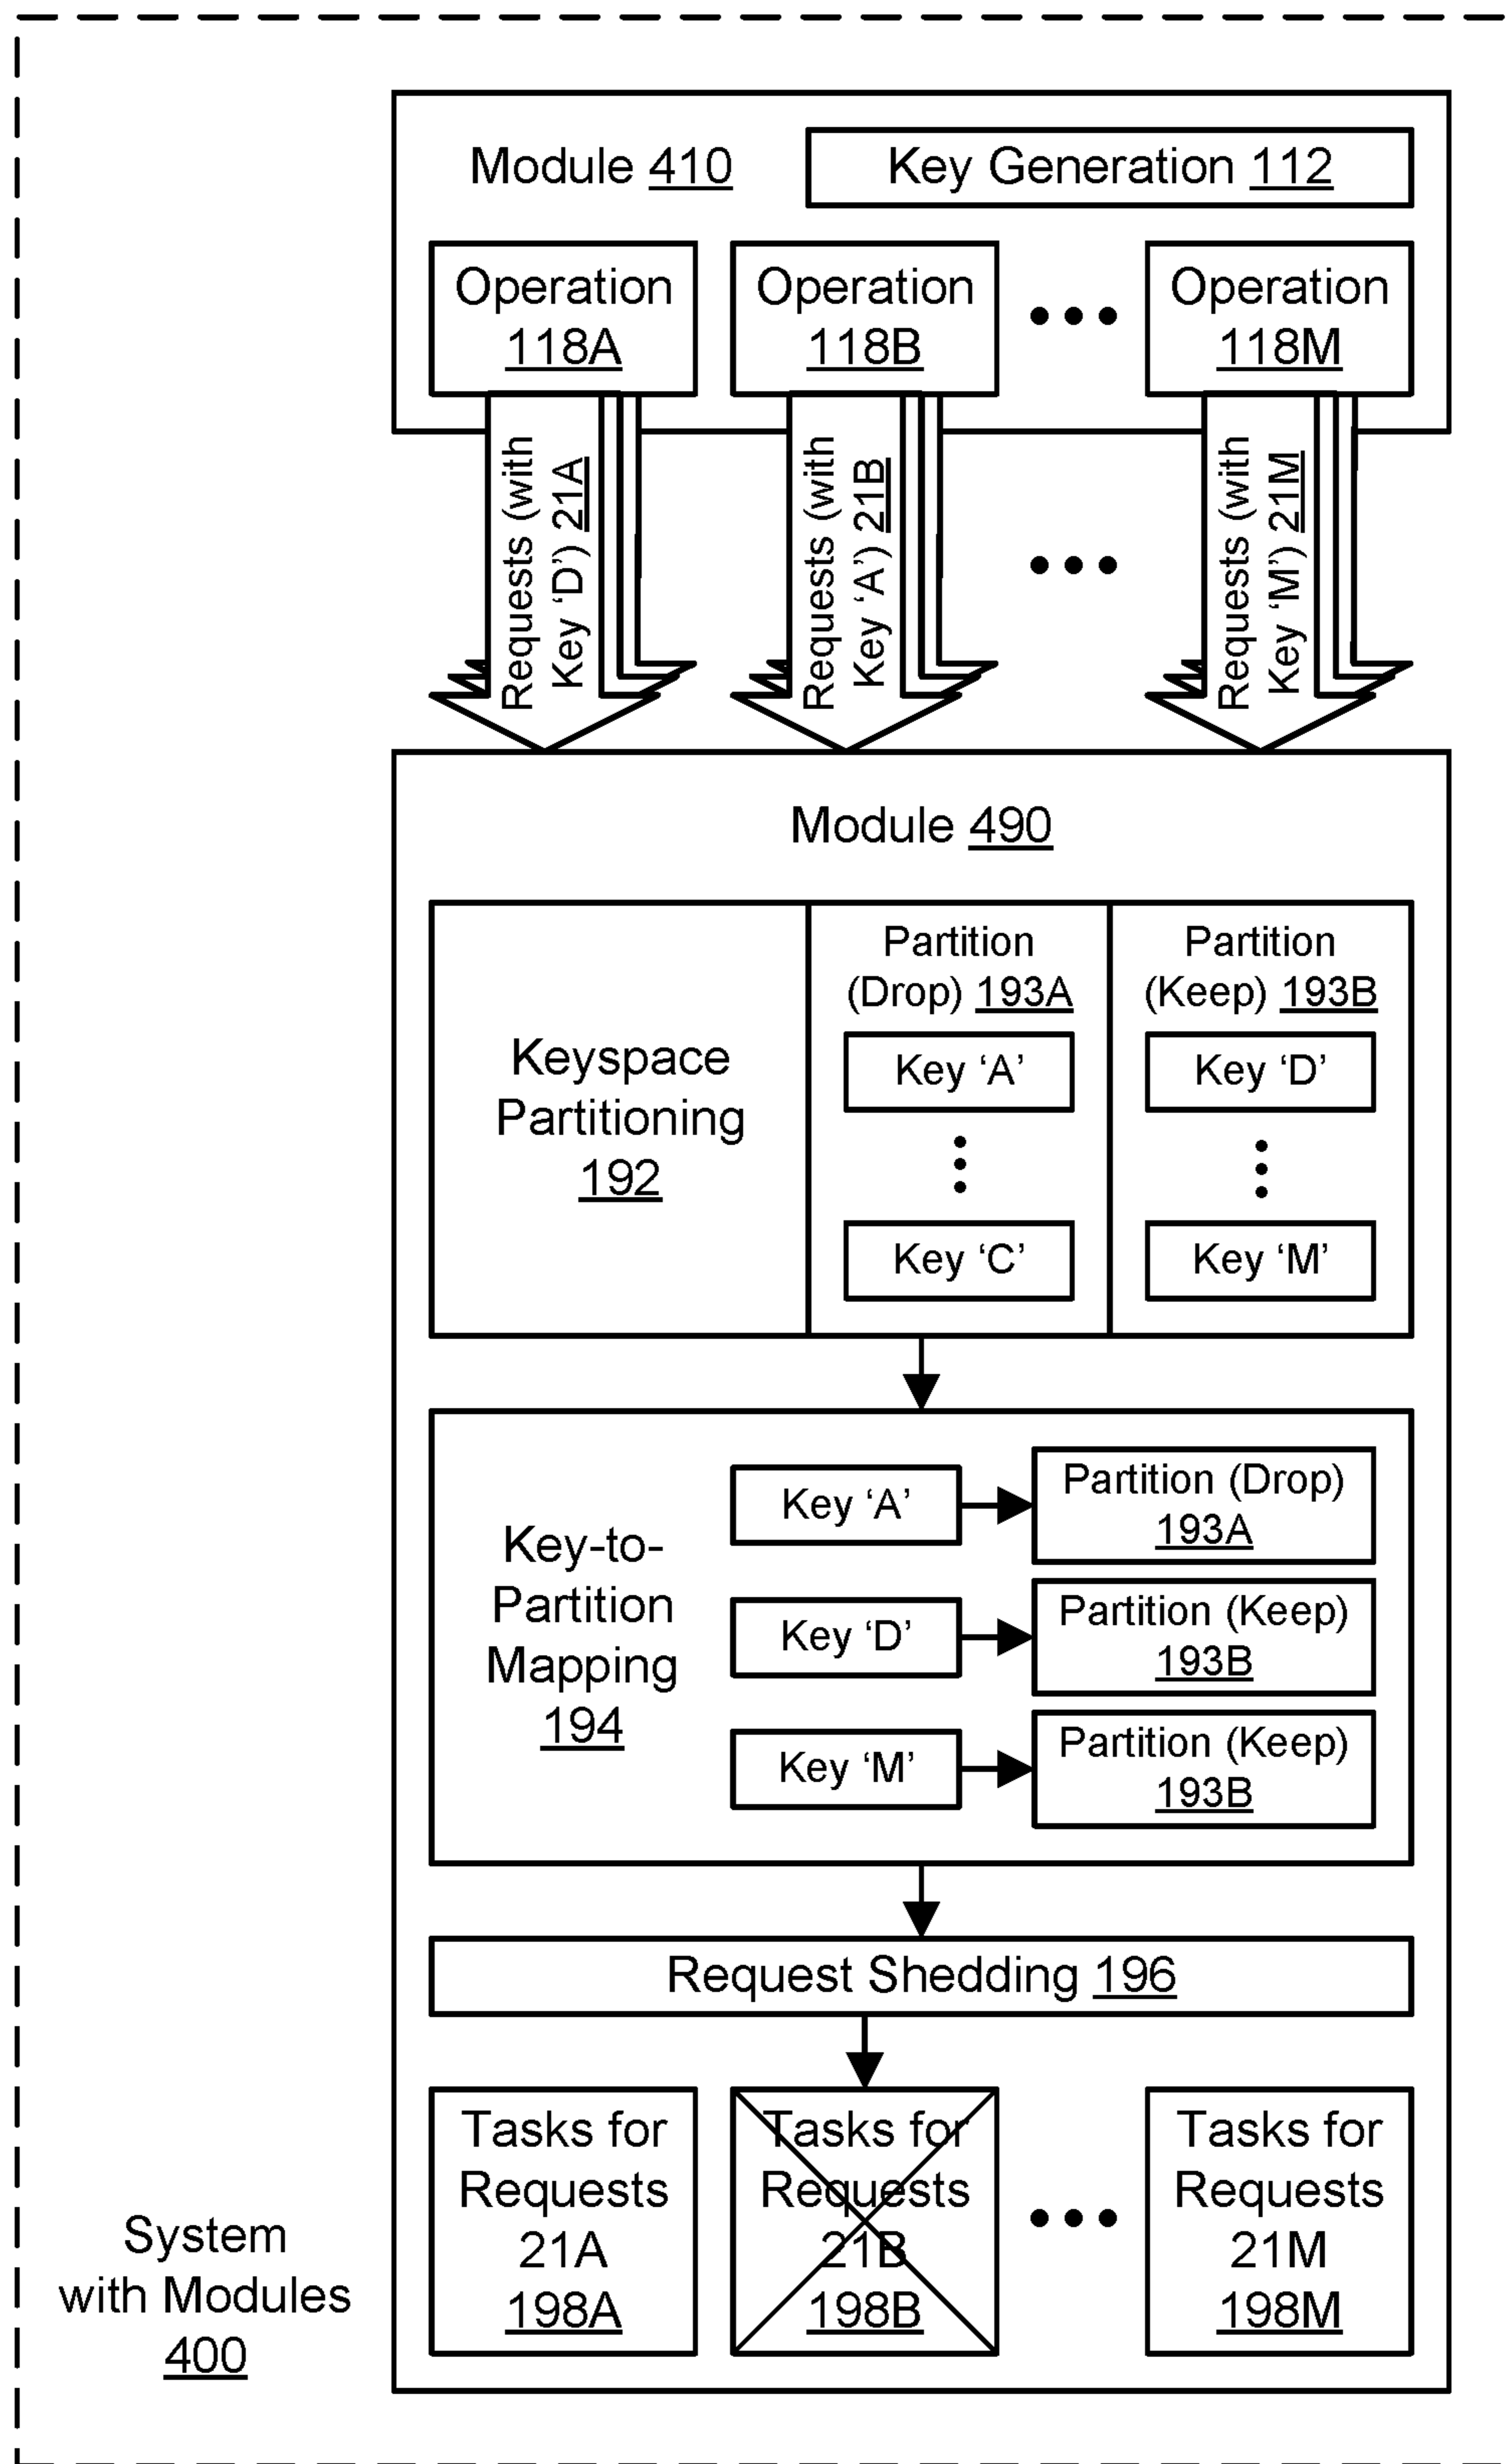 Module 410
Key Generation 112
Operation
118A
Operation
118B
Operation
118M
Requests (with
Key ‘D’) 21A
Requests (with
Key ‘A’) 21B
Requests (with
Key ‘M’) 21M
Module 490
Keyspace
Partitioning
192
Partition
(Drop) 193A
Key ‘A’
Key ‘C’
Partition
(Keep) 193B
Key ‘D’
Key ‘M’
Key-to-
Partition
Mapping
194
Key ‘A’
Partition (Drop)
193A
Key ‘D’
Partition (Keep)
193B
Key ‘M’
Partition (Keep)
193B
Request Shedding 196
Tasks for
Requests
21A
198A
Tasks for
Requests
21B
198B
Tasks for
Requests
21M
198M
System
with Modules
400